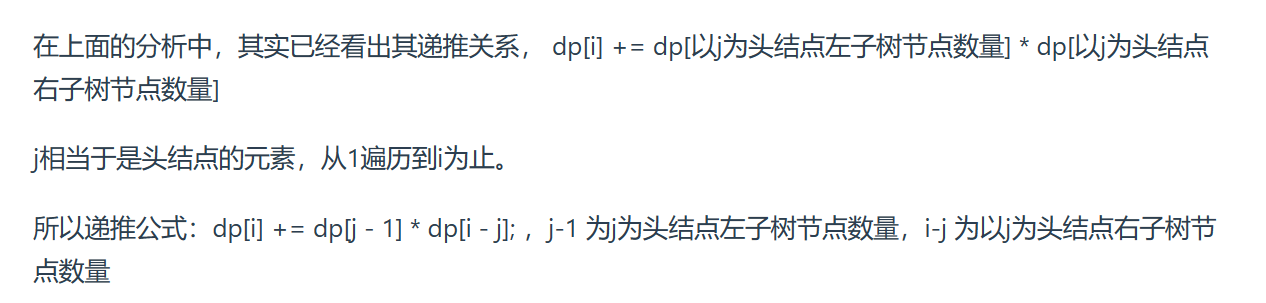 在上面的分析中，其实已经看出其递推关系， dp[i] += dp[以j为头结点左子树节点数量] * dp[以j为头结点
右子树节点数量]
j相当于是头结点的元素，从1遍历到i为止。
所以递推公式：dp[i] += dp[j - 1] * dp[i - j]; ，j-1 为j为头结点左子树节点数量，i-j 为以j为头结点右子树节
点数量